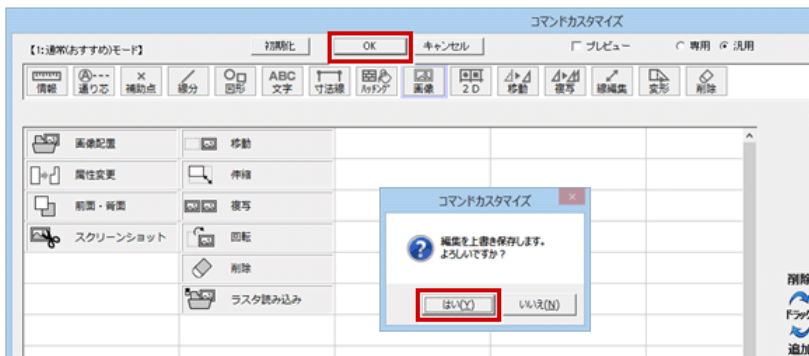 コマンドカスタマイズ
【1:通常(おすすめ)モード】
初期化
OK
キャンセル
プレビュー
専用
汎用
情報
通り芯
補助点
線分
図形
ABC
文字
寸法線
ハッチング
画像
2D
移動
複写
線編集
変形
削除
画像配置
移動
属性変更
伸縮
前面・背面
複写
スクリーンショット
回転
削除
ラスタ読み込み
コマンドカスタマイズ
編集を上書き保存します。
よろしいですか？
はい(Y)
いいえ(N)
削除
ドラッグ
追加